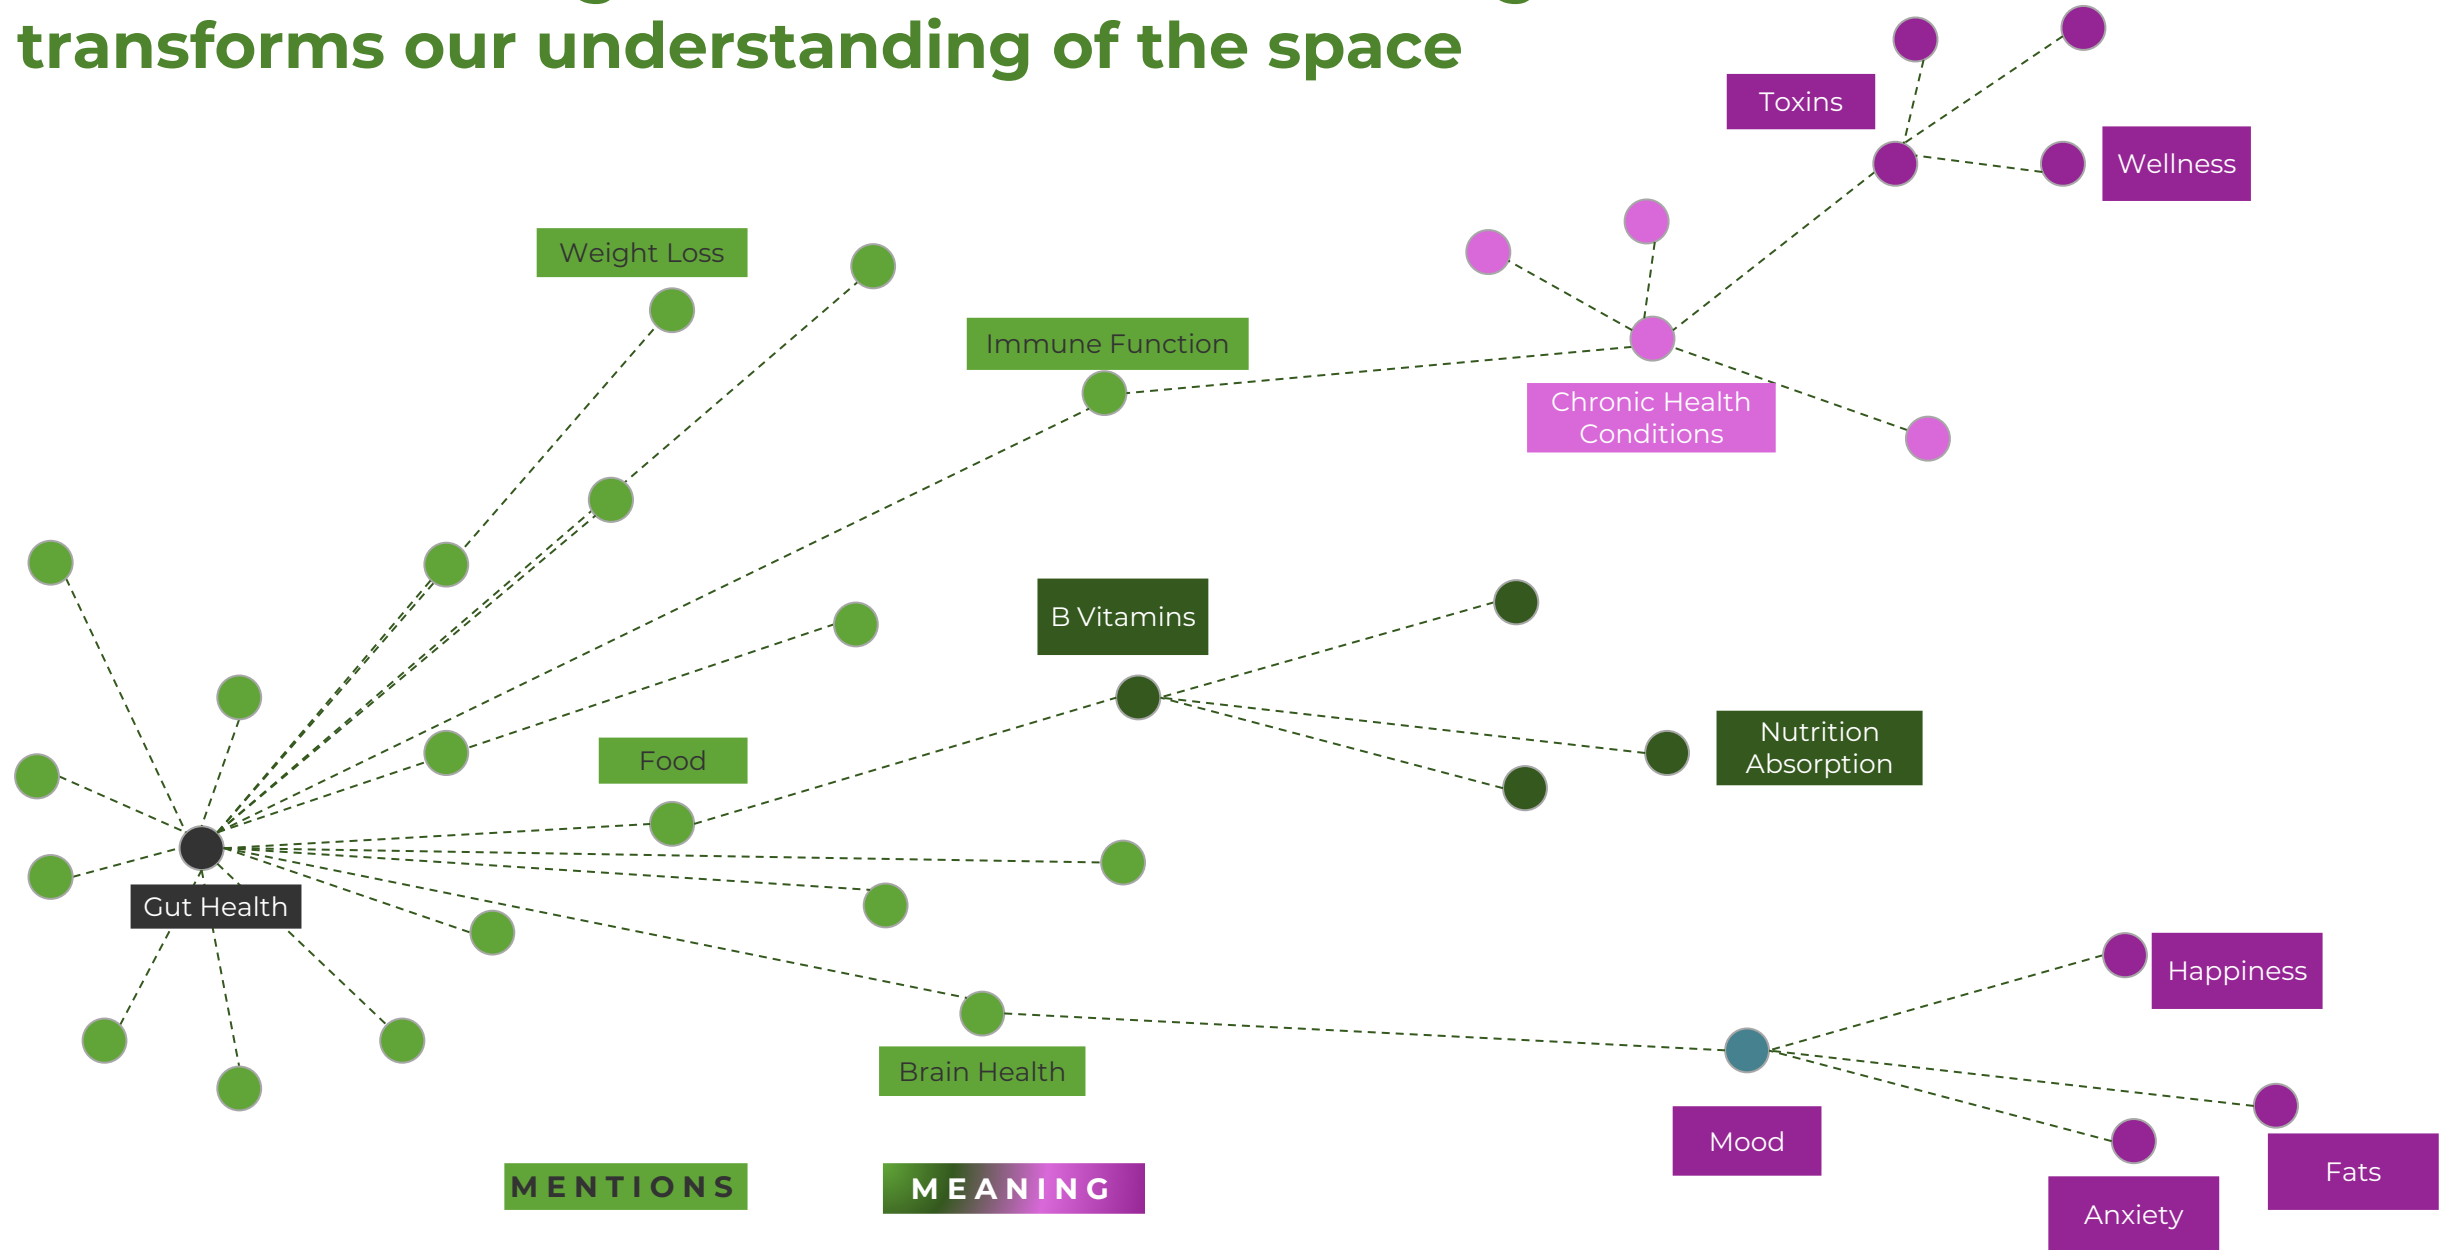 transforms our understanding of the space
Toxins
Wellness
Weight Loss
Immune Function
Chronic Health
Conditions
B Vitamins
Nutrition
Absorption
Food
Gut Health
Happiness
Brain Health
Mood
Fats
Anxiety
MENTIONS
MEANING